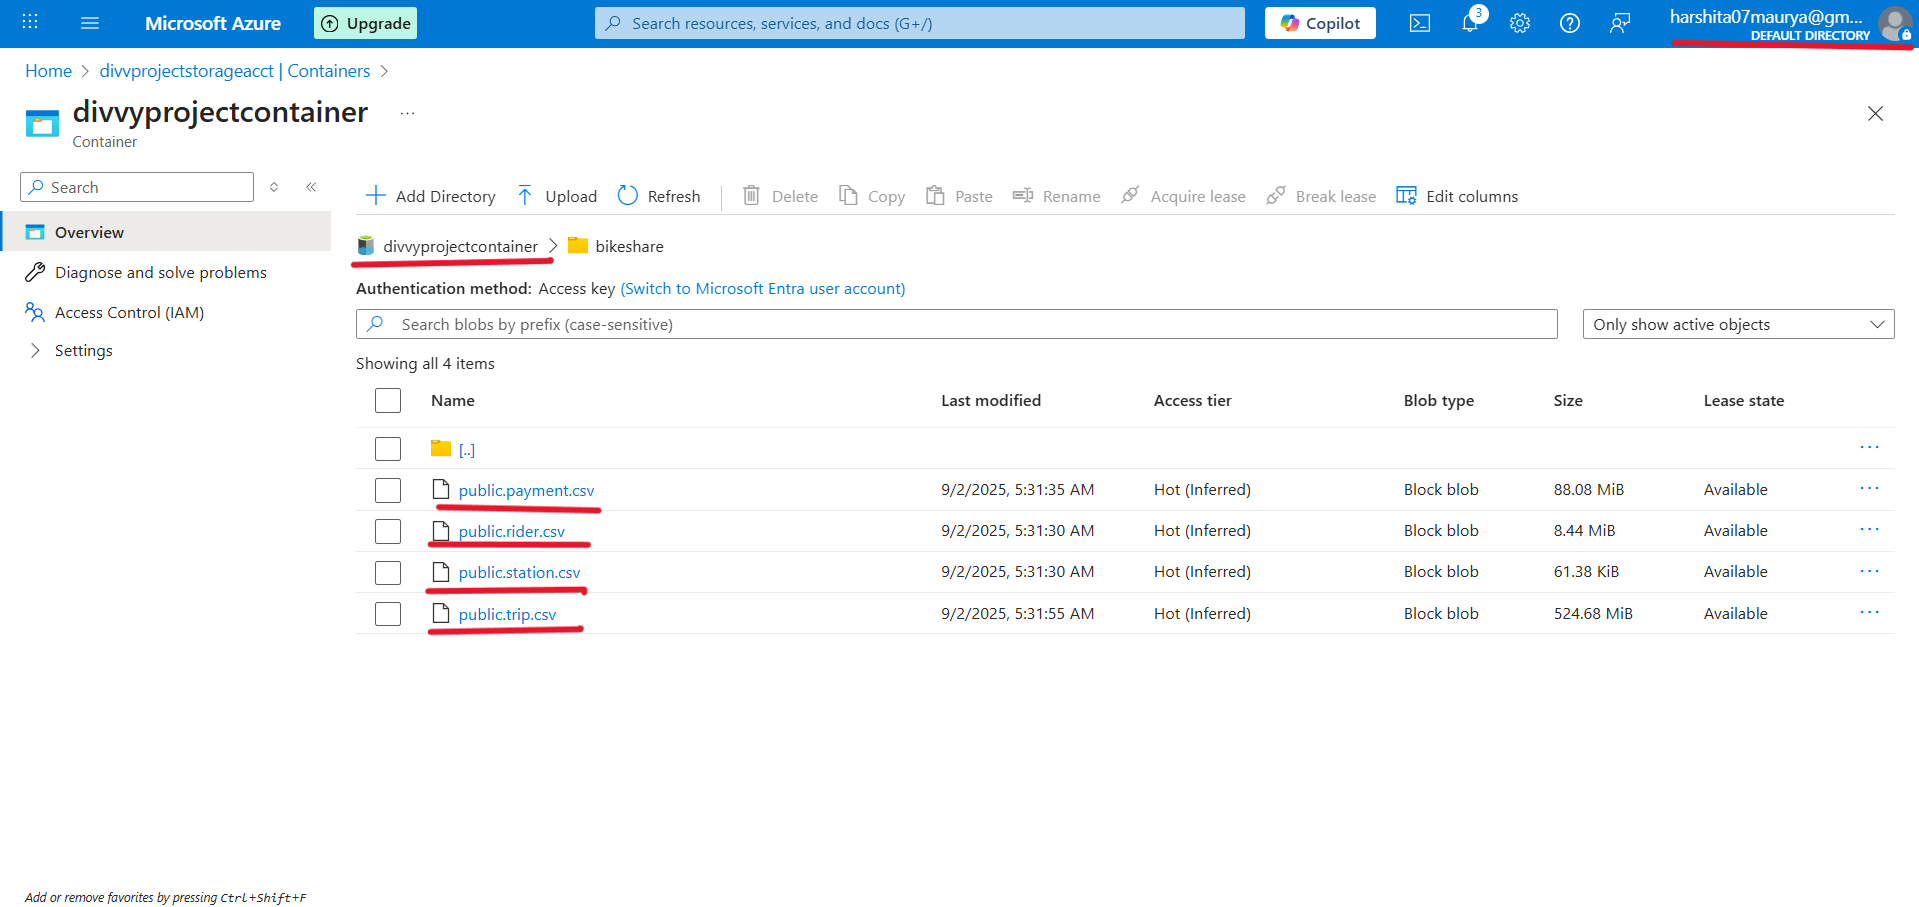 Microsoft Azure
Upgrade
Search resources, services, and docs (G+/)
Copilot
3
harshita07maurya@gm...
DEFAULT DIRECTORY
Home > divvprojectstorageacct | Containers >
divvyprojectcontainer ...
Container
Search
Overview
Diagnose and solve problems
Access Control (IAM)
Settings
Add Directory Upload Refresh Delete Copy Paste Rename Acquire lease Break lease Edit columns
divvyprojectcontainer > bikeshare
Authentication method: Access key (Switch to Microsoft Entra user account)
Search blobs by prefix (case-sensitive)
Only show active objects
Showing all 4 items
Name Last modified Access tier Blob type Size Lease state
[..] ...
public.payment.csv 9/2/2025, 5:31:35 AM Hot (Inferred) Block blob 88.08 MiB Available ...
public.rider.csv 9/2/2025, 5:31:30 AM Hot (Inferred) Block blob 8.44 MiB Available ...
public.station.csv 9/2/2025, 5:31:30 AM Hot (Inferred) Block blob 61.38 KiB Available ...
public.trip.csv 9/2/2025, 5:31:55 AM Hot (Inferred) Block blob 524.68 MiB Available ...
Add or remove favorites by pressing Ctrl+Shift+F